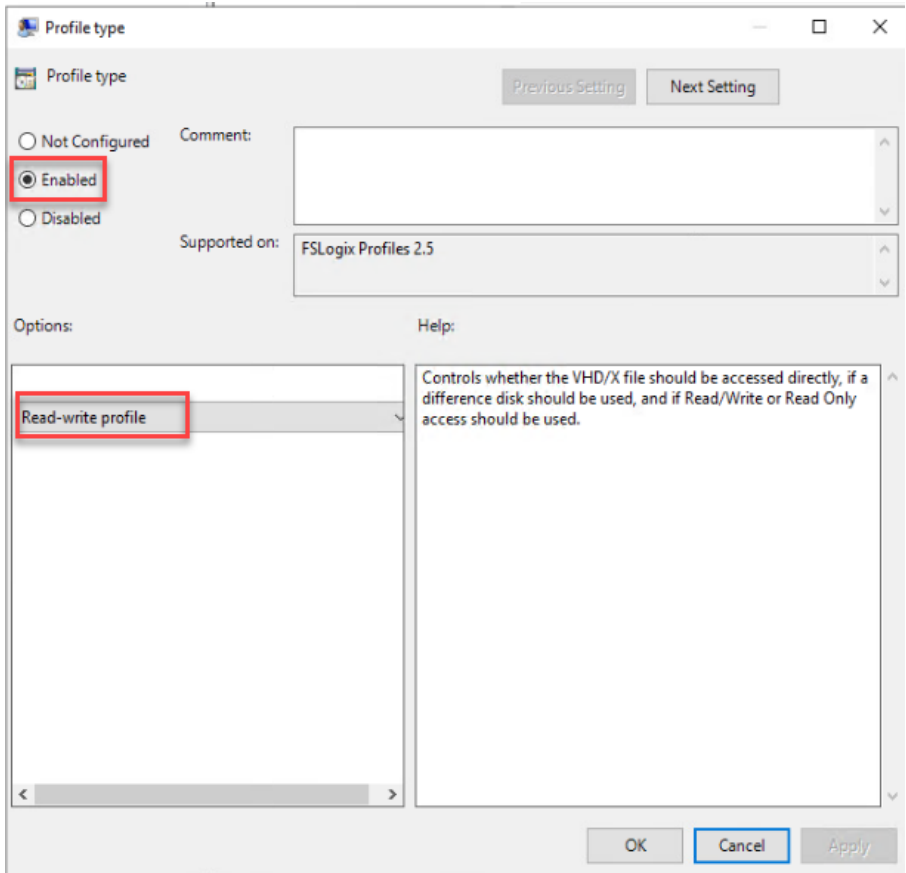 Profile type
Profile type
Previous Setting
Next Setting
Not Configured
Comment:
Enabled
Disabled
Supported on:
FSLogix Profiles 2.5
Options:
Help:
Read-write profile
Controls whether the VHD/X file should be accessed directly, if a
difference disk should be used, and if Read/Write or Read Only
access should be used.
OK
Cancel
Apply